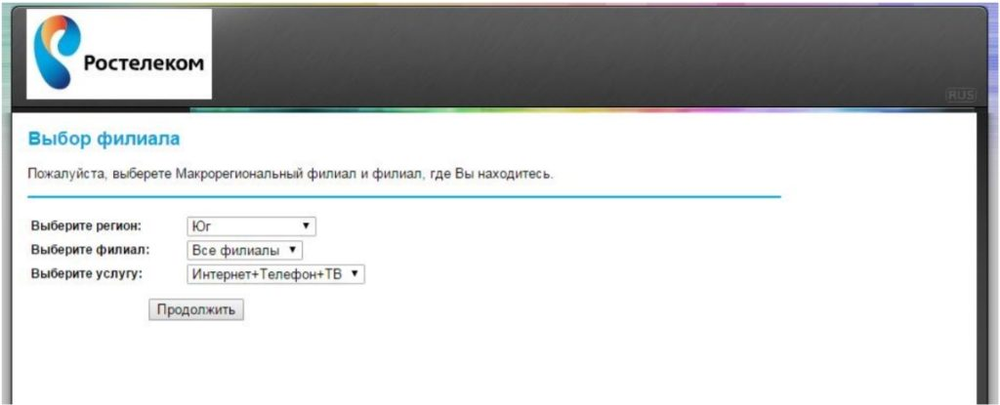 Ростелеком
RUS
Выбор филиала
Пожалуйста, выберете Макрорегиональный филиал и филиал, где Вы находитесь.
Выберите регион: Юг
Выберите филиал: Все филиалы
Выберите услугу: Интернет+Телефон+ТВ
Продолжить